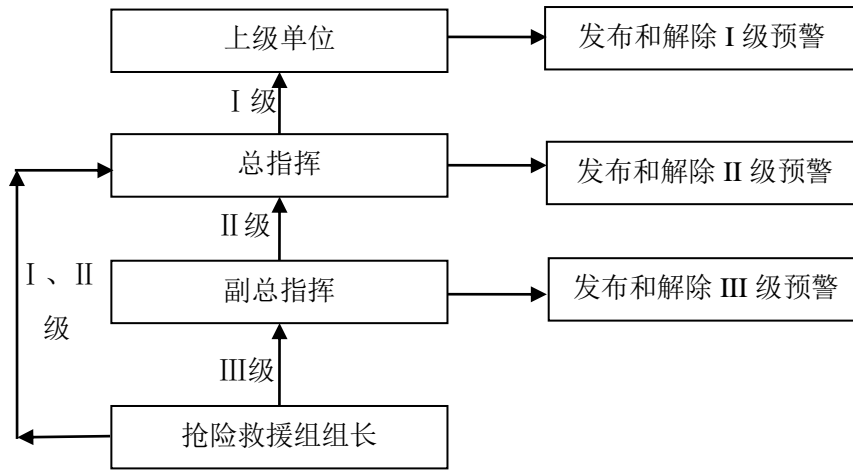 上级单位
发布和解除 I 级预警
Ⅰ级
总指挥
发布和解除 II 级预警
Ⅱ级
Ⅰ、Ⅱ
级
副总指挥
发布和解除 III 级预警
Ⅲ级
抢险救援组组长